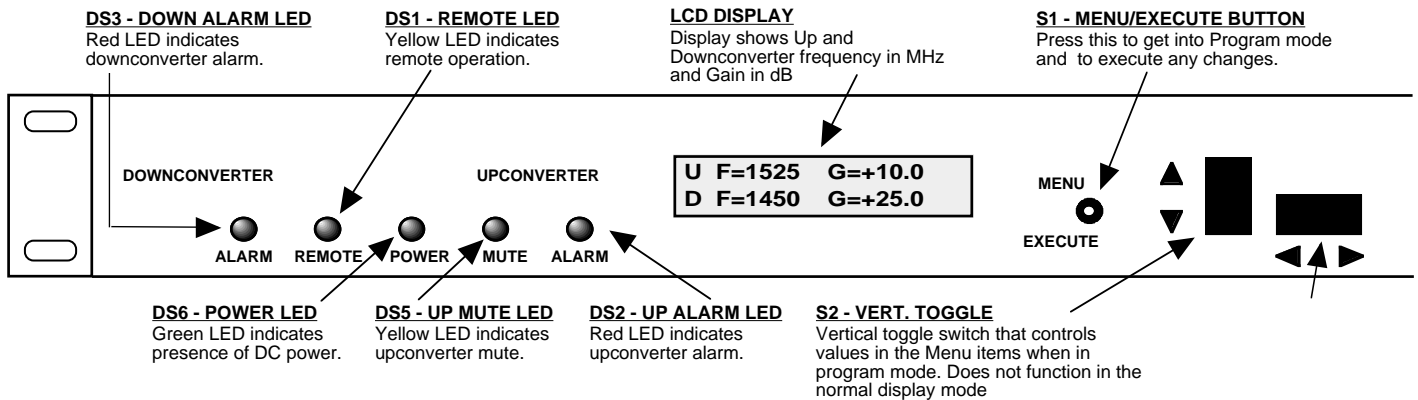 DS3 - DOWN ALARM LED
Red LED indicates
downconverter alarm.
DS1 - REMOTE LED
Yellow LED indicates
remote operation.
LCD DISPLAY
Display shows Up and
Downconverter frequency in MHz
and Gain in dB
S1 - MENU/EXECUTE BUTTON
Press this to get into Program mode
and to execute any changes.
DOWNCONVERTER
UPCONVERTER
U F=1525 G=+10.0
D F=1450 G=+25.0
MENU
EXECUTE
ALARM REMOTE POWER MUTE ALARM
DS6 - POWER LED
Green LED indicates
presence of DC power.
DS5 - UP MUTE LED
Yellow LED indicates
upconverter mute.
DS2 - UP ALARM LED
Red LED indicates
upconverter alarm.
S2 - VERT. TOGGLE
Vertical toggle switch that controls
values in the Menu items when in
program mode. Does not function in the
normal display mode